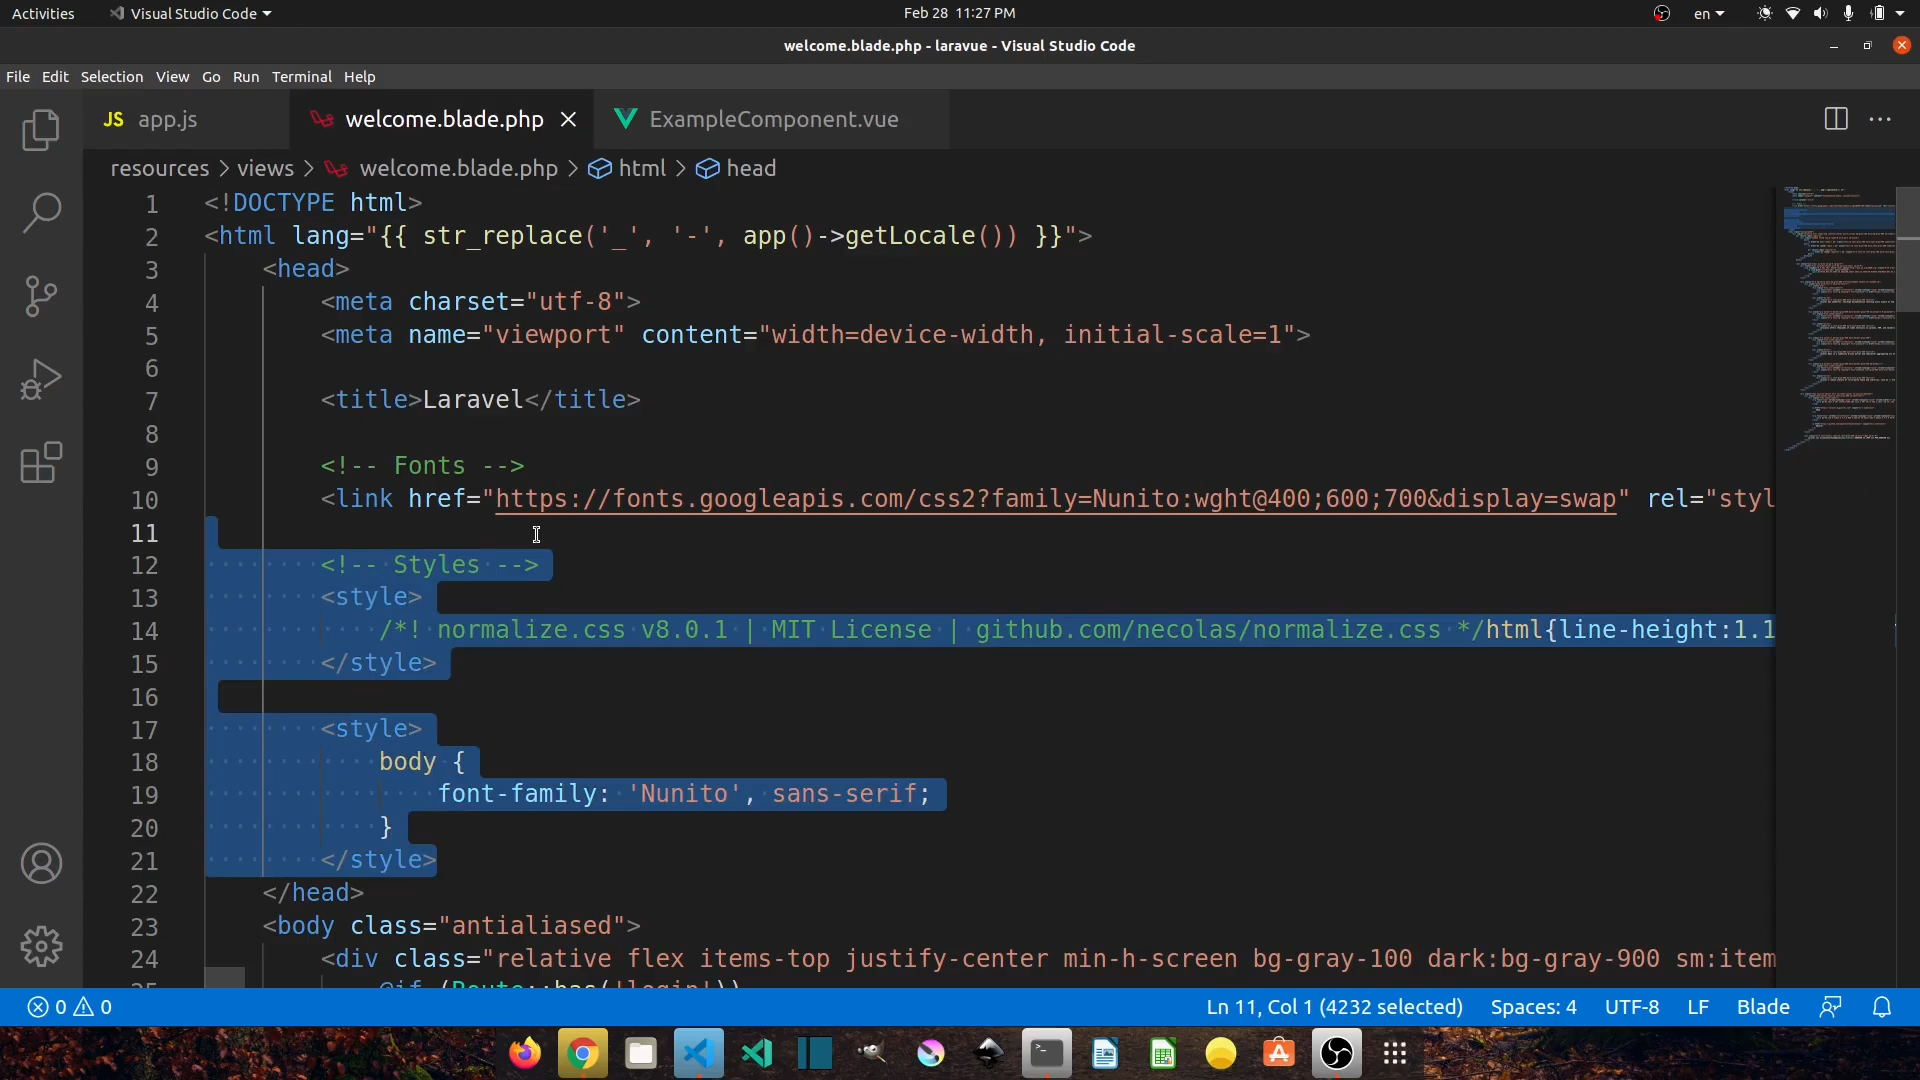 Activities Visual Studio Code Feb 28 11:27 PM en
welcome.blade.php - laravue - Visual Studio Code
File Edit Selection View Go Run Terminal Help
JS app.js welcome.blade.php ExampleComponent.vue
resources > views > welcome.blade.php > html > head
1 <!DOCTYPE html>
2 <html lang="{{ str_replace('_', '-', app()->getLocale()) }}">
3 <head>
4 <meta charset="utf-8">
5 <meta name="viewport" content="width=device-width, initial-scale=1">
6
7 <title>Laravel</title>
8
9 <!-- Fonts -->
10 <link href="https://fonts.googleapis.com/css2?family=Nunito:wght@400;600;700&display=swap" rel="styl
11
12 <!-- Styles -->
13 <style>
14 /*! normalize.css v8.0.1 | MIT License | github.com/necolas/normalize.css */html{line-height:1.1
15 </style>
16
17 <style>
18 body {
19 font-family: 'Nunito', sans-serif;
20 }
21 </style>
22 </head>
23 <body class="antialiased">
24 <div class="relative flex items-top justify-center min-h-screen bg-gray-100 dark:bg-gray-900 sm:item
25 @if (Route::has('login'))
0 0 Ln 11, Col 1 (4232 selected) Spaces: 4 UTF-8 LF Blade